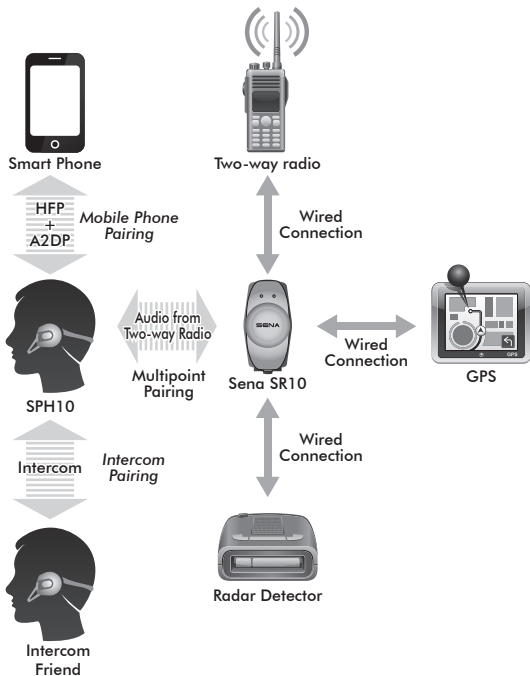 Smart Phone
Two-way radio
HFP
+
A2DP
Mobile Phone
Pairing
Wired
Connection
Audio from
Two-way Radio
Multipoint
Pairing
SENA
Sena SR10
Wired
Connection
GPS
GPS
SPH10
Intercom
Intercom
Pairing
Wired
Connection
Radar Detector
Intercom
Friend